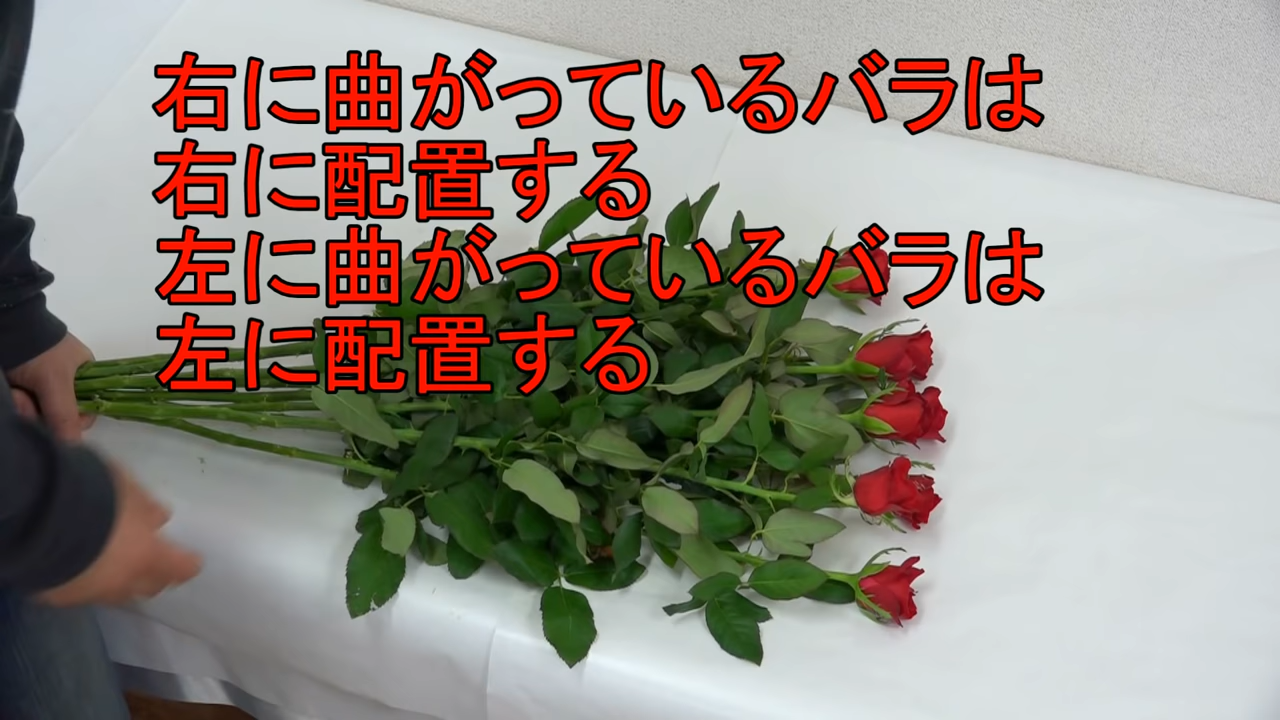 右に曲がっているバラは
右に配置する
左に曲がっているバラは
左に配置する